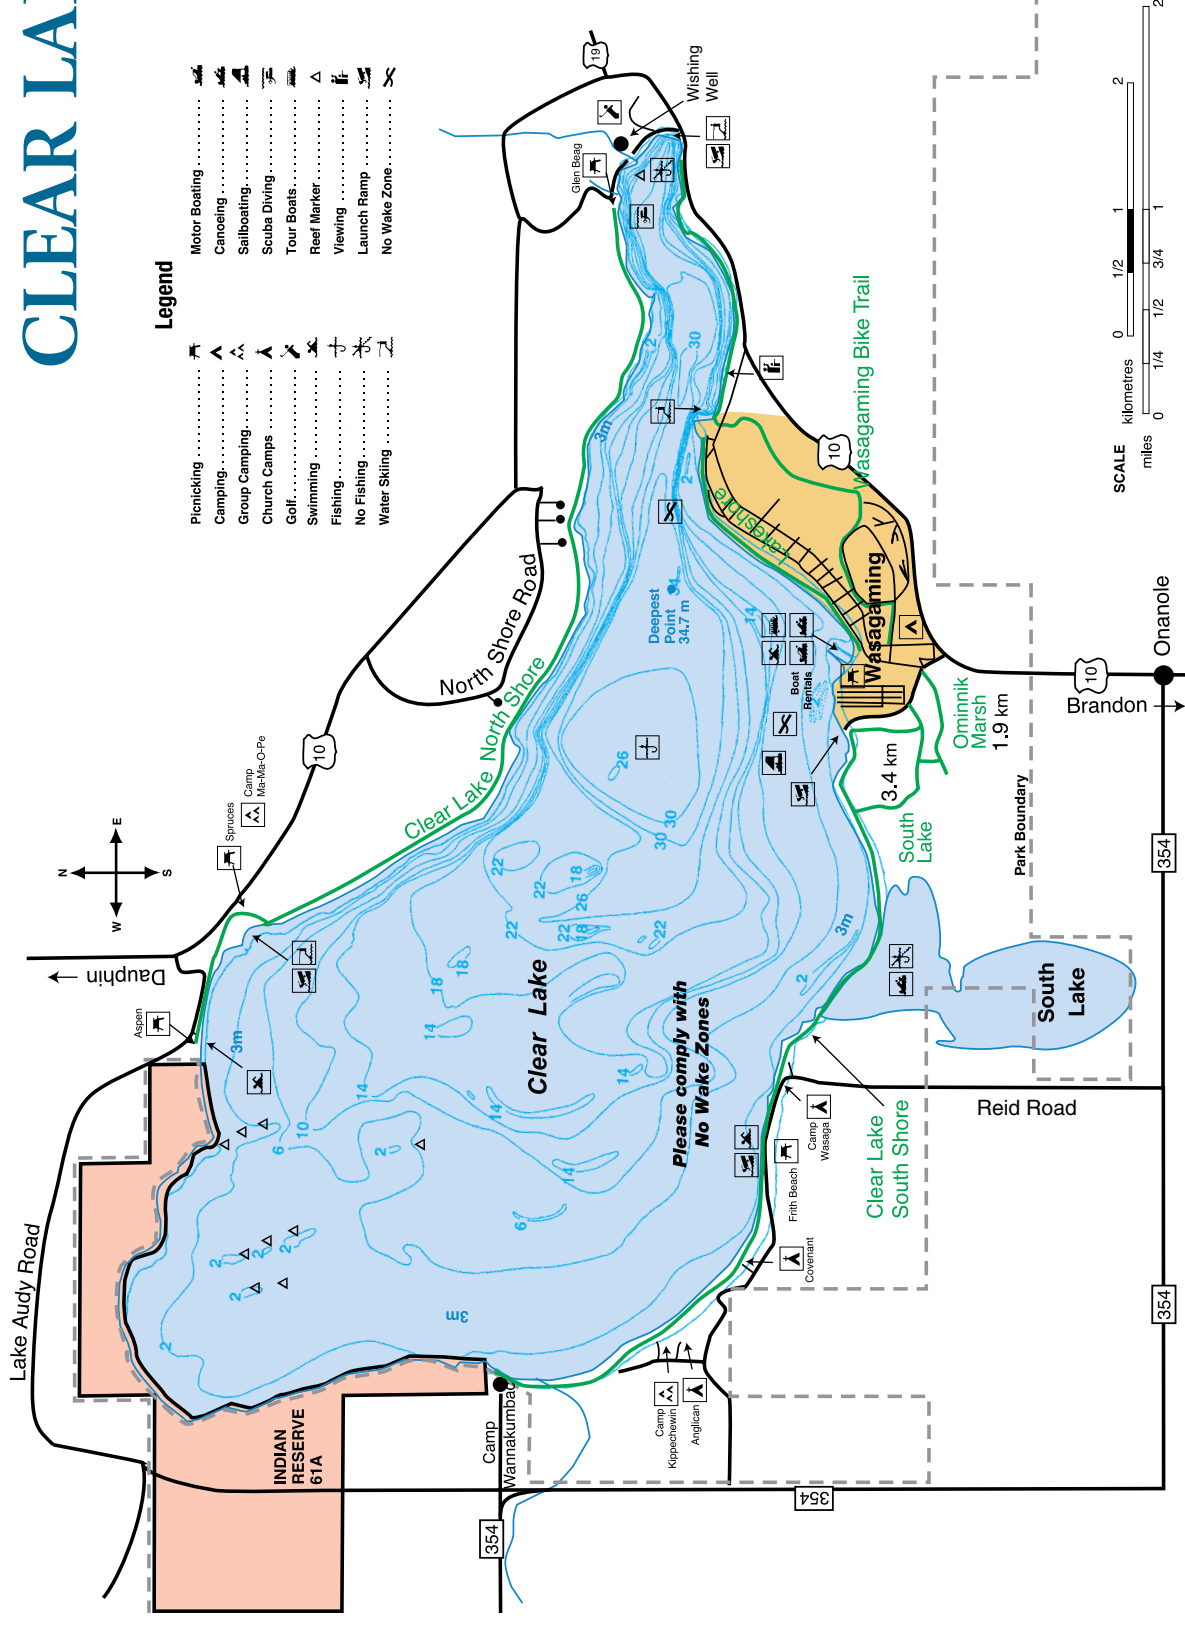 CLEAR LA
Legend
Picnicking
Camping
Group Camping
Church Camps
Golf
Swimming
Fishing
No Fishing
Water Skiing
Motor Boating
Canoeing
Sailboating
Scuba Diving
Tour Boats
Reef Marker
Viewing
Launch Ramp
No Wake Zone
N
E
S
W
Lake Audy Road
Dauphin
Aspen
Spruces
Camp
Ma-Ma-O-Pe
10
North Shore Road
Clear Lake North Shore
19
Glen Beag
Wishing
Well
INDIAN
RESERVE
61A
Camp
Wannakumbac
354
354
354
354
Clear Lake
Please comply with
No Wake Zones
Deepest
Point
34.7 m
34
Boat
Rentals
Wasagaming
Lakeshore
Wasagaming Bike Trail
10
10
Ominnik
Marsh
1.9 km
3.4 km
South
Lake
Park Boundary
Onanole
Brandon
South
Lake
Reid Road
Clear Lake
South Shore
Camp
Wasaga
Frith Beach
Covenant
Camp
Kippechewin
Anglican
3m
3m
3m
3m
2
2
2
2
2
2
2
2
6
6
10
14
14
14
14
14
14
18
18
18
18
22
22
22
22
22
26
26
30
30
30
SCALE
kilometres
0
1/2
1
2
miles
0
1/4
1/2
3/4
1
2